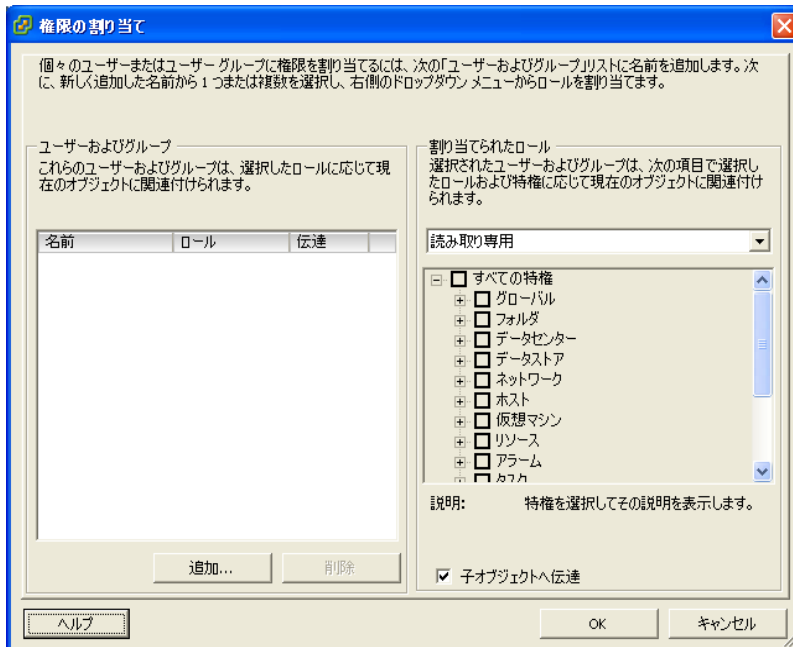 権限の割り当て
個々のユーザーまたはユーザー グループに権限を割り当てるには、次の「ユーザーおよびグループ」リストに名前を追加します。次
に、新しく追加した名前から 1 つまたは複数を選択し、右側のドロップダウン メニューからロールを割り当てます。
ユーザーおよびグループ
これらのユーザーおよびグループは、選択したロールに応じて現
在のオブジェクトに関連付けられます。
名前 ロール 伝達
追加...
削除
割り当てられたロール
選択されたユーザーおよびグループは、次の項目で選択し
たロールおよび特権に応じて現在のオブジェクトに関連付け
られます。
読み取り専用
すべての特権
グローバル
フォルダ
データセンター
データストア
ネットワーク
ホスト
仮想マシン
リソース
アラーム
タスク
説明: 特権を選択してその説明を表示します。
子オブジェクトへ伝達
ヘルプ
OK
キャンセル